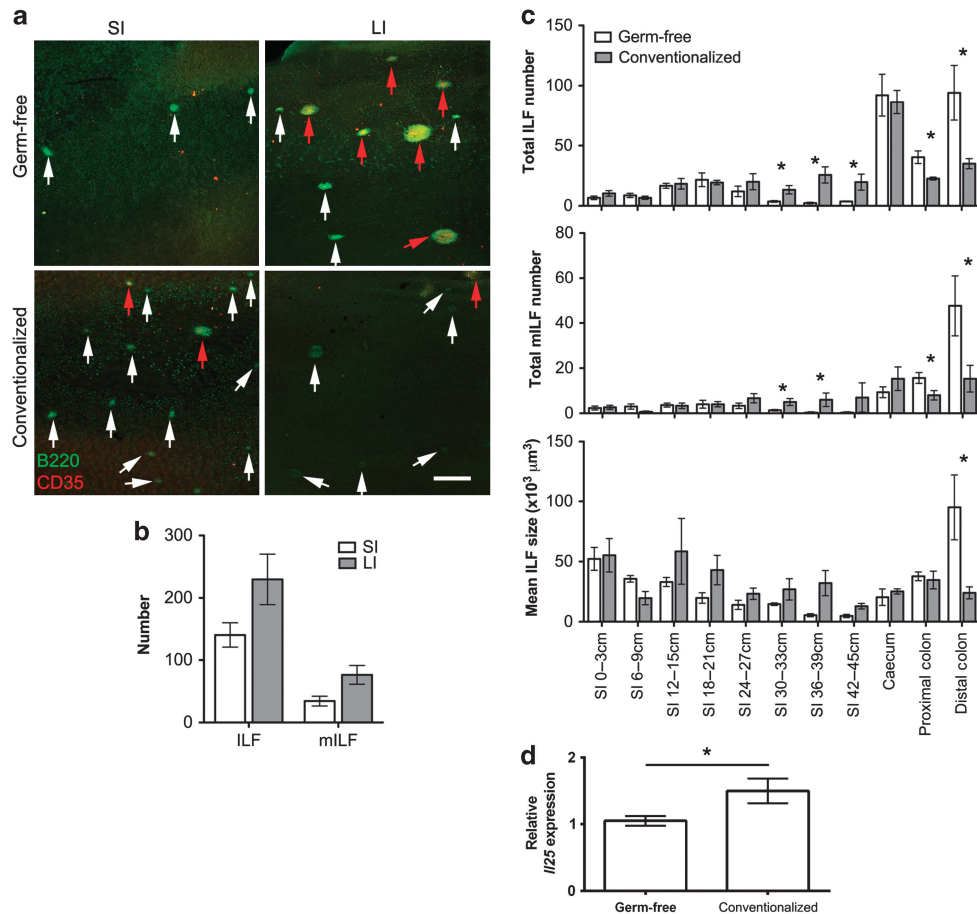 a
SI
LI
Germ-free
Conventionalized
B220
CD35
b
Number
300
200
100
0
SI
LI
ILF
mILF
c
Germ-free
Conventionalized
Total ILF number
150
100
50
0
* * * * *
Total mILF number
80
60
40
20
0
* * * *
Mean ILF size (x10³ µm³)
150
100
50
0
*
SI 0–3cm
SI 6–9cm
SI 12–15cm
SI 18–21cm
SI 24–27cm
SI 30–33cm
SI 36–39cm
SI 42–45cm
Caecum
Proximal colon
Distal colon
d
Relative
Il25 expression
2
1
0
*
Germ-free
Conventionalized